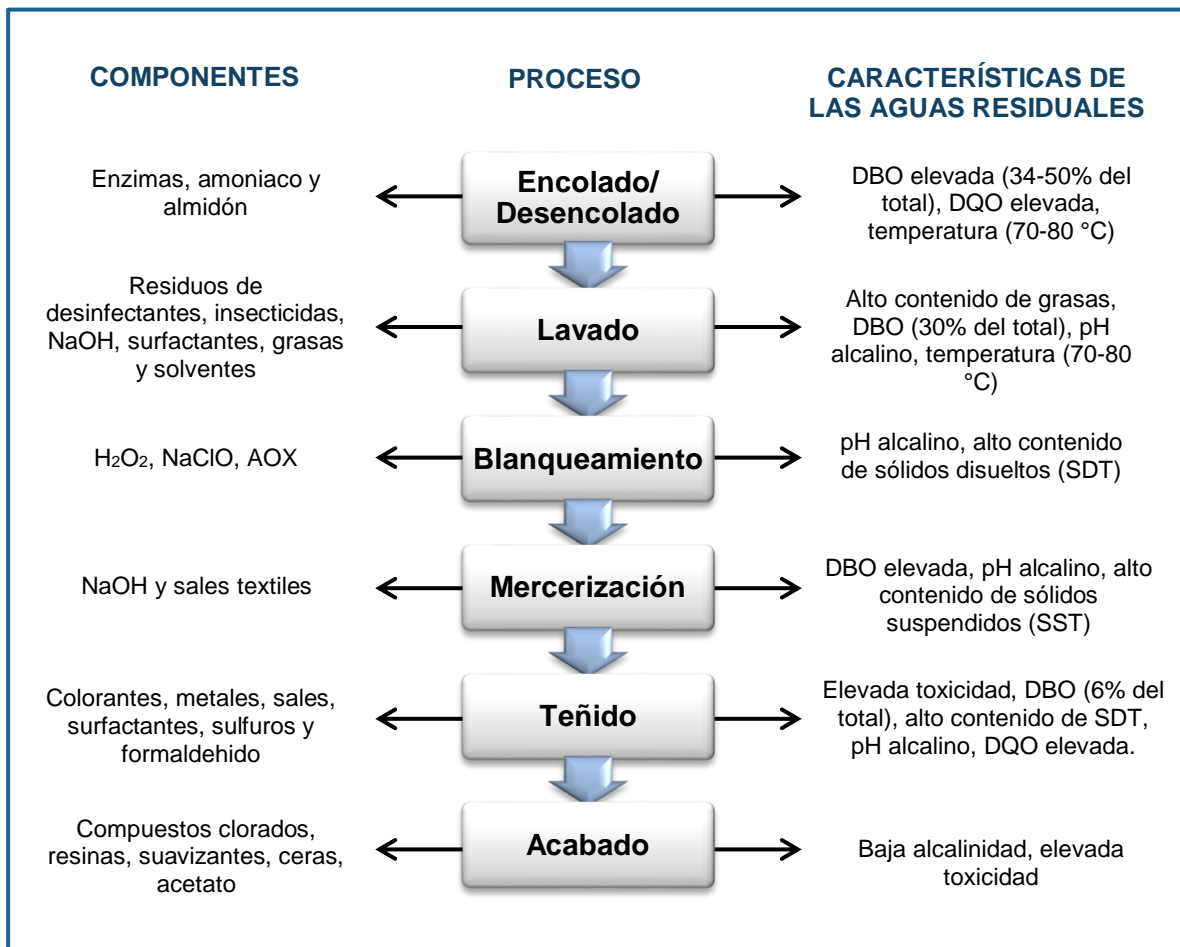 COMPONENTES
PROCESO
CARACTERÍSTICAS DE
LAS AGUAS RESIDUALES
Enzimas, amoniaco y
almidón
Encolado/
Desencolado
DBO elevada (34-50% del
total), DQO elevada,
temperatura (70-80 °C)
Residuos de
desinfectantes, insecticidas,
NaOH, surfactantes, grasas
y solventes
Lavado
Alto contenido de grasas,
DBO (30% del total), pH
alcalino, temperatura (70-80
°C)
H₂O₂, NaClO, AOX
Blanqueamiento
pH alcalino, alto contenido
de sólidos disueltos (SDT)
NaOH y sales textiles
Mercerización
DBO elevada, pH alcalino, alto
contenido de sólidos
suspendidos (SST)
Colorantes, metales, sales,
surfactantes, sulfuros y
formaldehido
Teñido
Elevada toxicidad, DBO (6% del
total), alto contenido de SDT,
pH alcalino, DQO elevada.
Compuestos clorados,
resinas, suavizantes, ceras,
acetato
Acabado
Baja alcalinidad, elevada
toxicidad